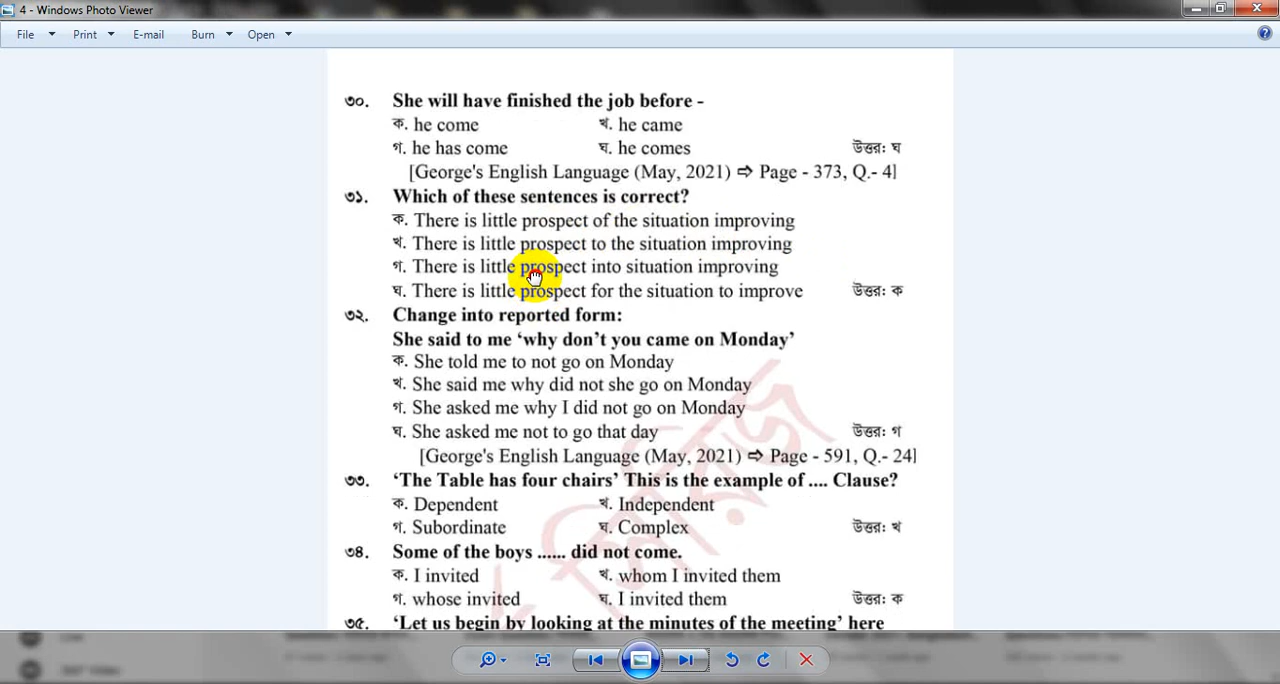 4 - Windows Photo Viewer
File Print E-mail Burn Open
৩০. She will have finished the job before -
ক. he come খ. he came
গ. he has come ঘ. he comes উত্তর: ঘ
[George's English Language (May, 2021) ⇨ Page - 373, Q.- 4]
৩১. Which of these sentences is correct?
ক. There is little prospect of the situation improving
খ. There is little prospect to the situation improving
গ. There is little prospect into situation improving
ঘ. There is little prospect for the situation to improve উত্তর: ক
৩২. Change into reported form:
She said to me ‘why don’t you came on Monday’
ক. She told me to not go on Monday
খ. She said me why did not she go on Monday
গ. She asked me why I did not go on Monday
ঘ. She asked me not to go that day উত্তর: গ
[George's English Language (May, 2021) ⇨ Page - 591, Q.- 24]
৩৩. ‘The Table has four chairs’ This is the example of .... Clause?
ক. Dependent খ. Independent
গ. Subordinate ঘ. Complex উত্তর: খ
৩৪. Some of the boys ...... did not come.
ক. I invited খ. whom I invited them
গ. whose invited ঘ. I invited them উত্তর: ক
৩৫. ‘Let us begin by looking at the minutes of the meeting’ here